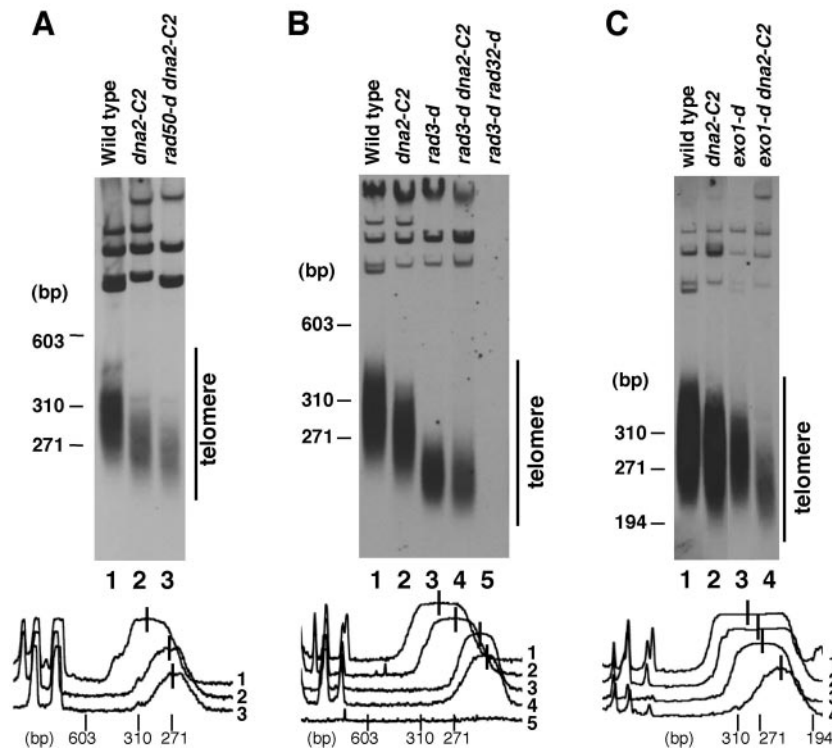 A
Wild type
dna2-C2
rad50-d dna2-C2
(bp)
603
310
271
telomere
1 2 3
1
2
3
(bp) 603 310 271
B
Wild type
dna2-C2
rad3-d
rad3-d dna2-C2
rad3-d rad32-d
(bp)
603
310
271
telomere
1 2 3 4 5
1
2
3
4
5
(bp) 603 310 271
C
wild type
dna2-C2
exo1-d
exo1-d dna2-C2
(bp)
310
271
194
telomere
1 2 3 4
(bp) 310 271 194